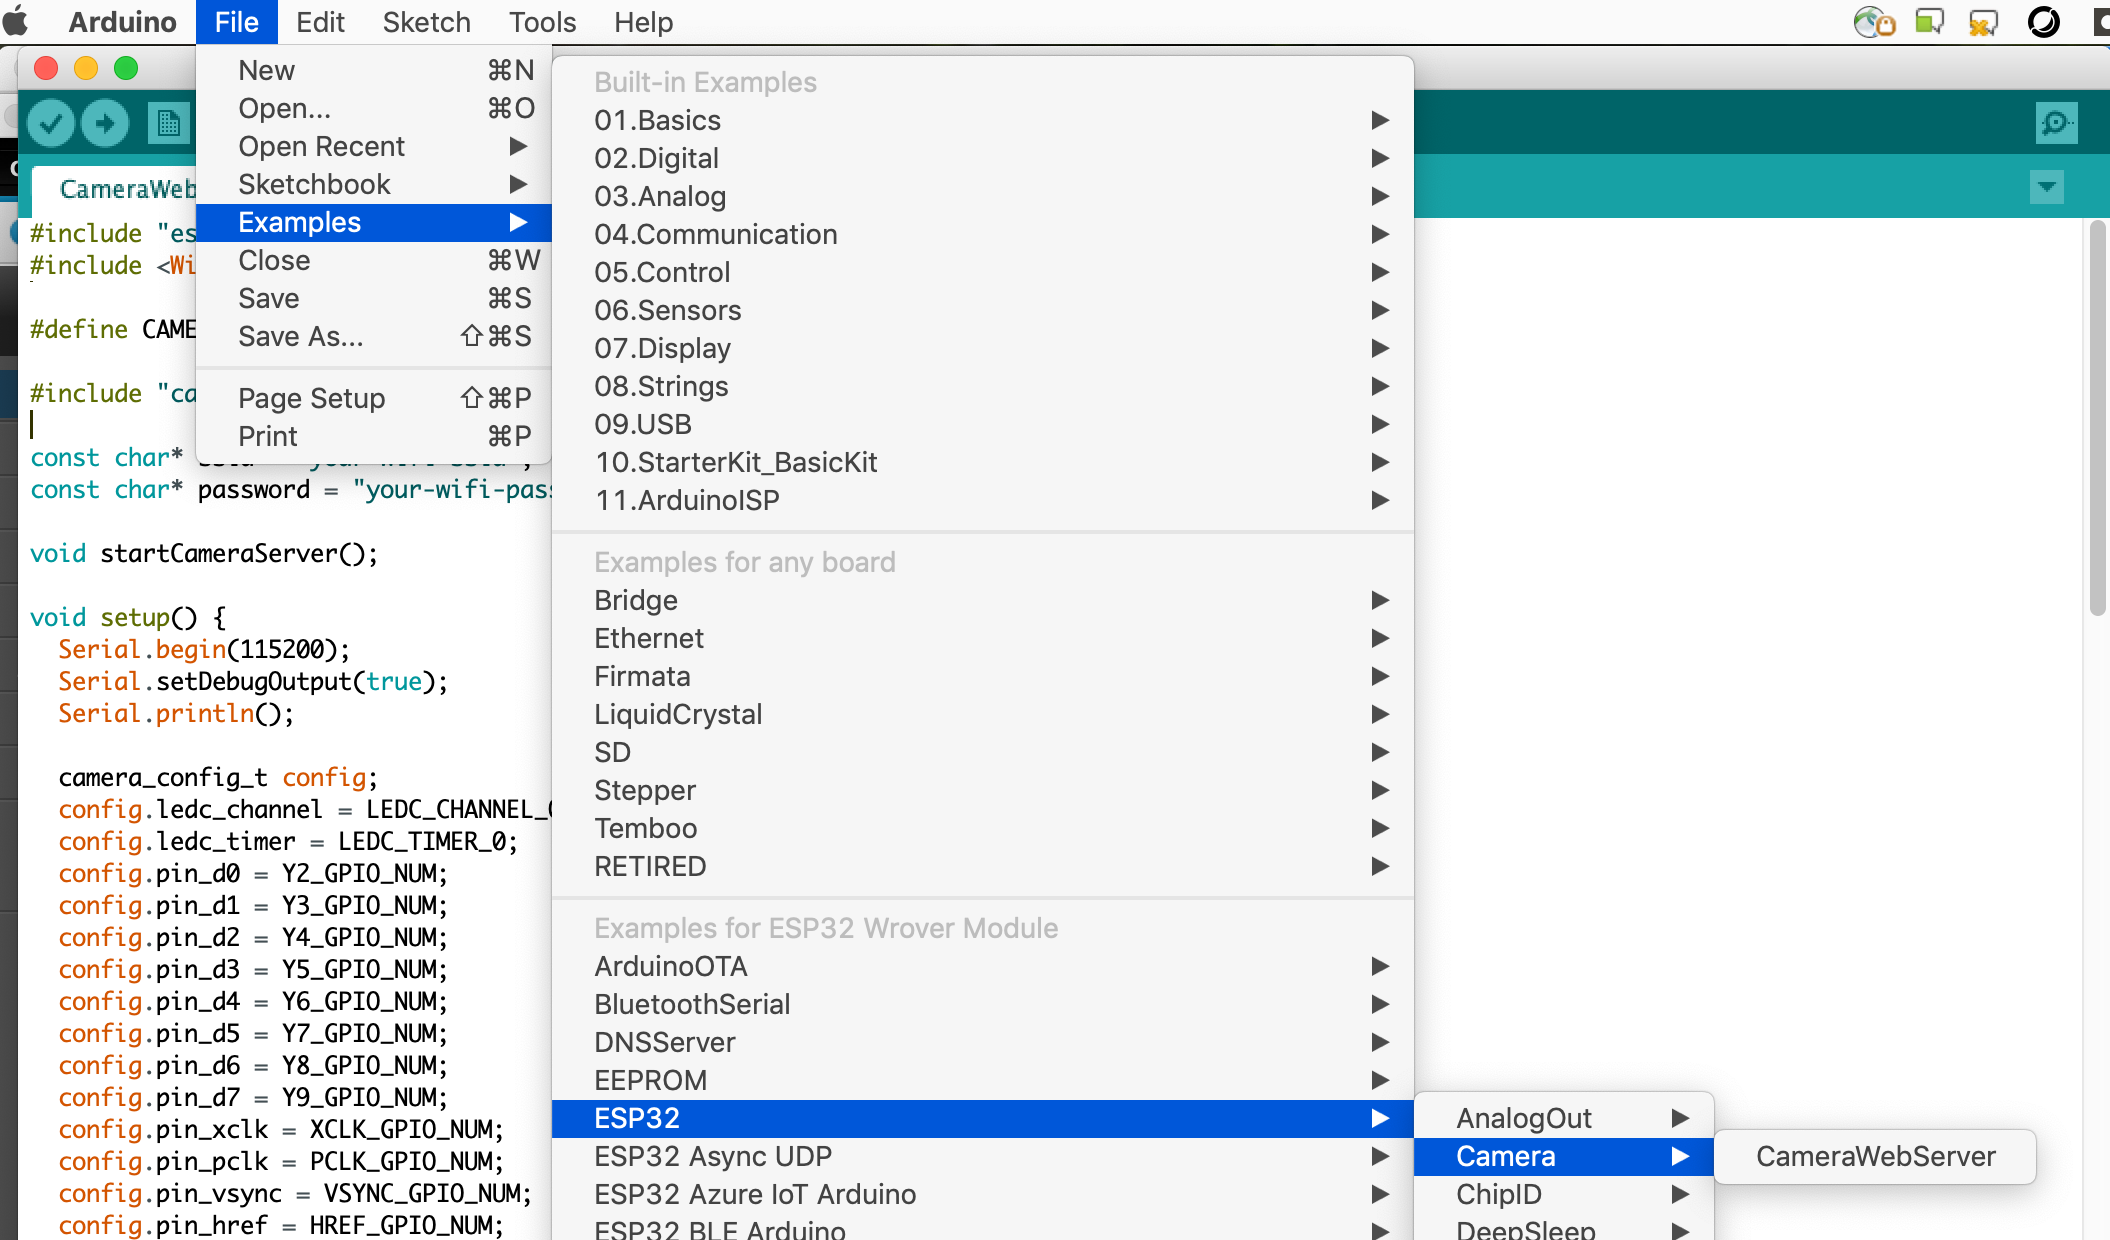 Arduino File Edit Sketch Tools Help
New ⌘N
Open... ⌘O
Open Recent ▶
Sketchbook ▶
Examples ▶
Close ⌘W
Save ⌘S
Save As... ⇧⌘S
Page Setup ⇧⌘P
Print ⌘P
Built-in Examples
01.Basics ▶
02.Digital ▶
03.Analog ▶
04.Communication ▶
05.Control ▶
06.Sensors ▶
07.Display ▶
08.Strings ▶
09.USB ▶
10.StarterKit_BasicKit ▶
11.ArduinoISP ▶
Examples for any board
Bridge ▶
Ethernet ▶
Firmata ▶
LiquidCrystal ▶
SD ▶
Stepper ▶
Temboo ▶
RETIRED ▶
Examples for ESP32 Wrover Module
ArduinoOTA ▶
BluetoothSerial ▶
DNSServer ▶
EEPROM ▶
ESP32 ▶
ESP32 Async UDP ▶
ESP32 Azure IoT Arduino ▶
ESP32 BLE Arduino ▶
AnalogOut ▶
Camera ▶
ChipID ▶
DeepSleep ▶
CameraWebServer
CameraWeb
#include "es
#include <Wi
#define CAME
#include "ca
const char*
const char* password = "your-wifi-pass
void startCameraServer();
void setup() {
Serial.begin(115200);
Serial.setDebugOutput(true);
Serial.println();
camera_config_t config;
config.ledc_channel = LEDC_CHANNEL_
config.ledc_timer = LEDC_TIMER_0;
config.pin_d0 = Y2_GPIO_NUM;
config.pin_d1 = Y3_GPIO_NUM;
config.pin_d2 = Y4_GPIO_NUM;
config.pin_d3 = Y5_GPIO_NUM;
config.pin_d4 = Y6_GPIO_NUM;
config.pin_d5 = Y7_GPIO_NUM;
config.pin_d6 = Y8_GPIO_NUM;
config.pin_d7 = Y9_GPIO_NUM;
config.pin_xclk = XCLK_GPIO_NUM;
config.pin_pclk = PCLK_GPIO_NUM;
config.pin_vsync = VSYNC_GPIO_NUM;
config.pin_href = HREF_GPIO_NUM;